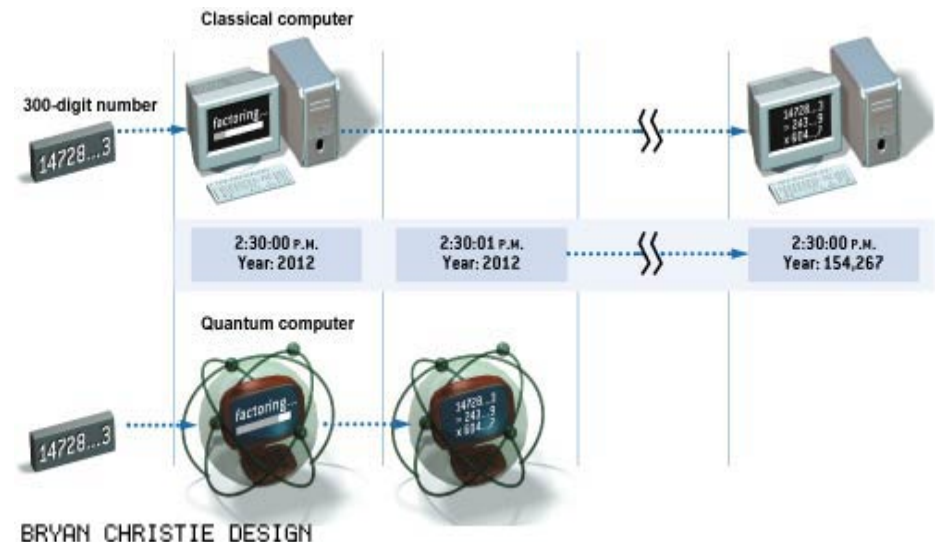 Classical computer
300-digit number
14728...3
factoring...
14728...3
= 243...9
x 604...7
2:30:00 P.M.
Year: 2012
2:30:01 P.M.
Year: 2012
2:30:00 P.M.
Year: 154,267
Quantum computer
14728...3
factoring...
14728...3
= 243...9
x 604...7
BRYAN CHRISTIE DESIGN